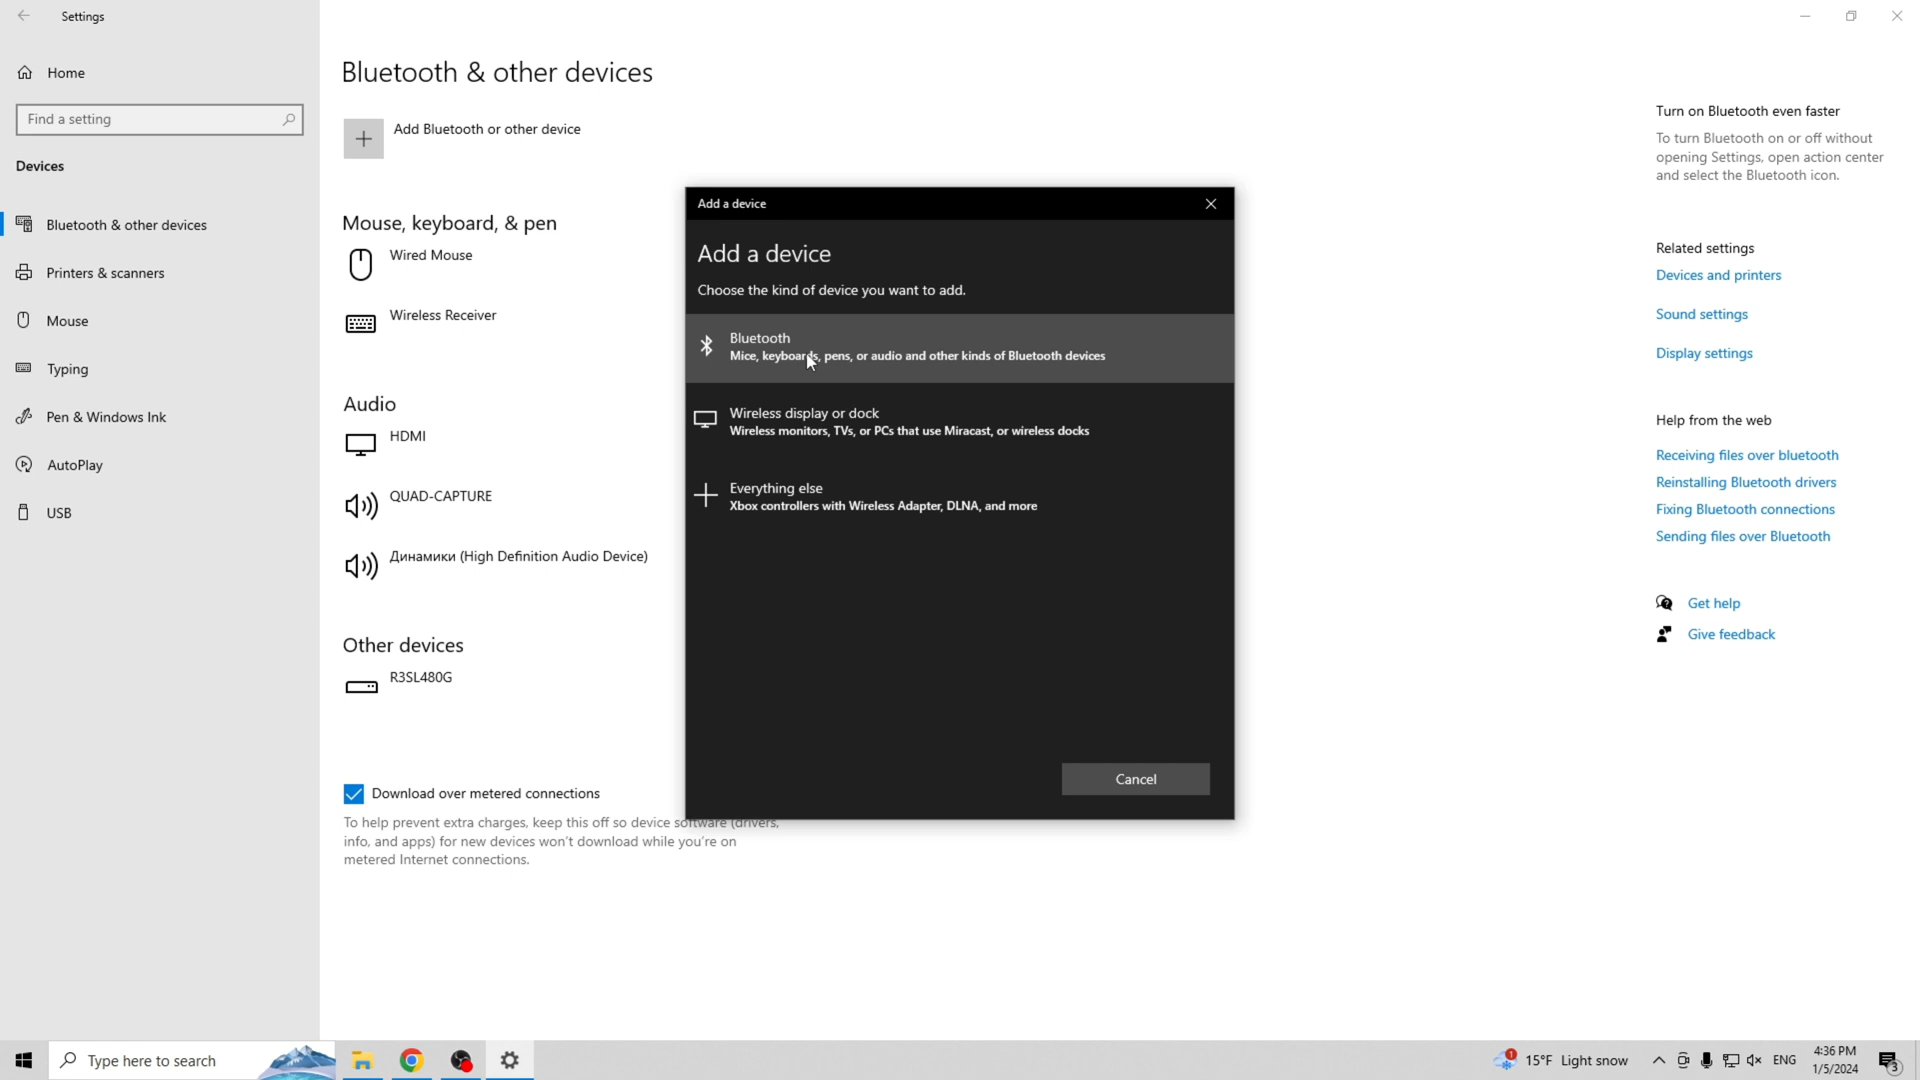 Settings
Home
Find a setting
Devices
Bluetooth & other devices
Printers & scanners
Mouse
Typing
Pen & Windows Ink
AutoPlay
USB
Bluetooth & other devices
Add Bluetooth or other device
Mouse, keyboard, & pen
Wired Mouse
Wireless Receiver
Audio
HDMI
QUAD-CAPTURE
Динамики (High Definition Audio Device)
Other devices
R3SL480G
Download over metered connections
To help prevent extra charges, keep this off so device software (drivers,
info, and apps) for new devices won't download while you're on
metered Internet connections.
Add a device
Add a device
Choose the kind of device you want to add.
Bluetooth
Mice, keyboards, pens, or audio and other kinds of Bluetooth devices
Wireless display or dock
Wireless monitors, TVs, or PCs that use Miracast, or wireless docks
Everything else
Xbox controllers with Wireless Adapter, DLNA, and more
Cancel
Turn on Bluetooth even faster
To turn Bluetooth on or off without
opening Settings, open action center
and select the Bluetooth icon.
Related settings
Devices and printers
Sound settings
Display settings
Help from the web
Receiving files over bluetooth
Reinstalling Bluetooth drivers
Fixing Bluetooth connections
Sending files over Bluetooth
Get help
Give feedback
Type here to search
1
15°F Light snow
ENG
4:36 PM
1/5/2024
3